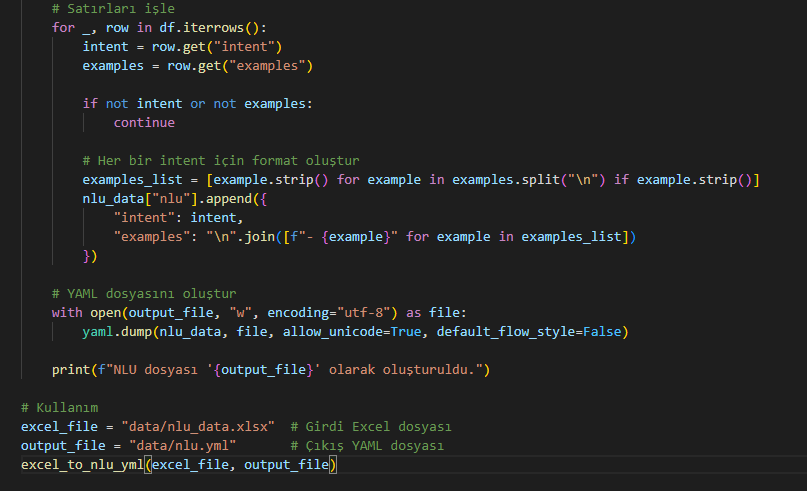 # Satırları işle
for _, row in df.iterrows():
intent = row.get("intent")
examples = row.get("examples")
if not intent or not examples:
continue
# Her bir intent için format oluştur
examples_list = [example.strip() for example in examples.split("\n") if example.strip()]
nlu_data["nlu"].append({
"intent": intent,
"examples": "\n".join([f"- {example}" for example in examples_list])
})
# YAML dosyasını oluştur
with open(output_file, "w", encoding="utf-8") as file:
yaml.dump(nlu_data, file, allow_unicode=True, default_flow_style=False)
print(f"NLU dosyası '{output_file}' olarak oluşturuldu.")
# Kullanım
excel_file = "data/nlu_data.xlsx"  # Girdi Excel dosyası
output_file = "data/nlu.yml"       # Çıkış YAML dosyası
excel_to_nlu_yml(excel_file, output_file)